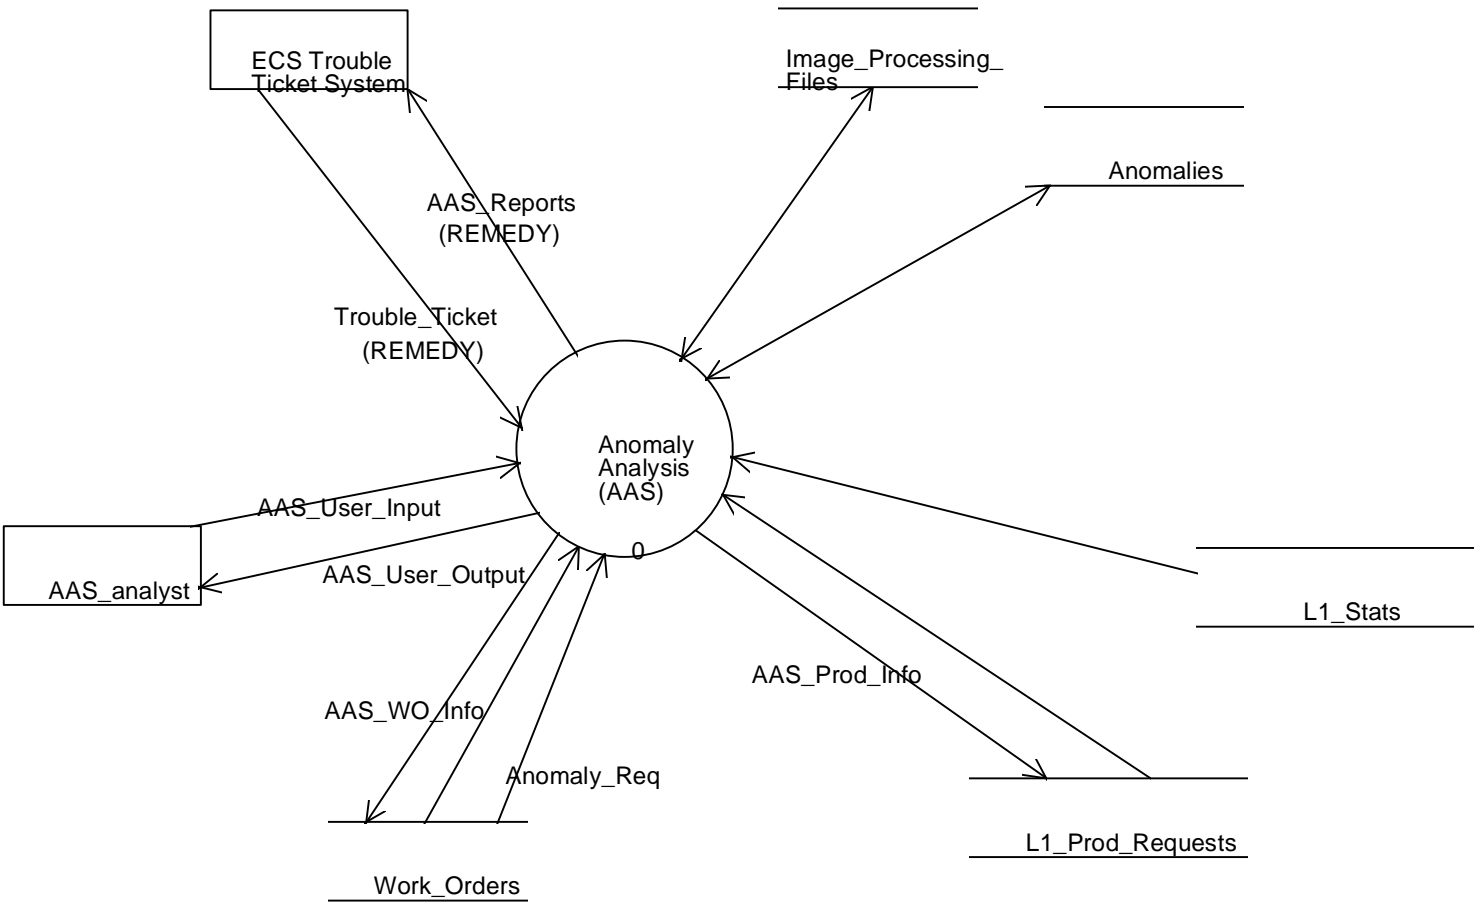 ECS Trouble
Ticket System
Image_Processing_
Files
Anomalies
AAS_Reports
(REMEDY)
Trouble_Ticket
(REMEDY)
Anomaly
Analysis
(AAS)
0
AAS_User_Input
AAS_User_Output
AAS_analyst
L1_Stats
AAS_Prod_Info
AAS_WO_Info
Anomaly_Req
L1_Prod_Requests
Work_Orders